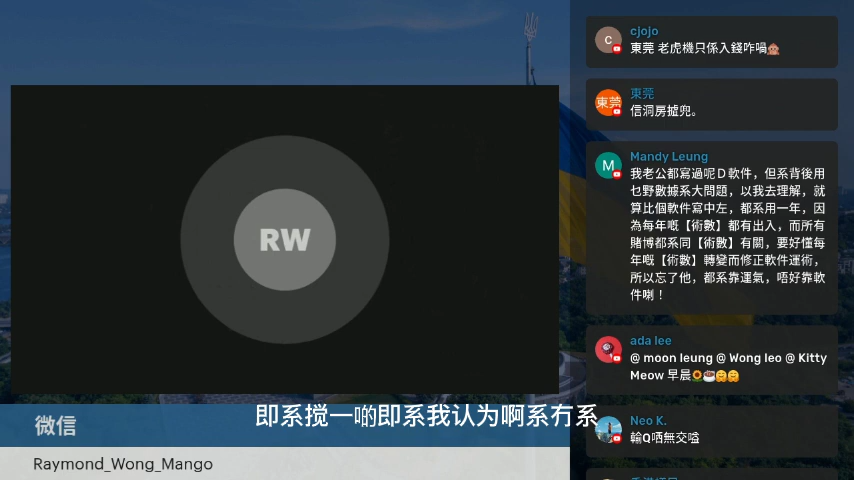 RW
微信
即系搅一啲即系我认为啊系冇系
Raymond_Wong_Mango
C
cjojo
東莞 老虎機只係入錢咋喎🙊
東莞
東莞
信洞房搲兜。
M
Mandy Leung
我老公都寫過呢D軟件，但系背後用
乜野數據系大問題，以我去理解，就
算比個軟件寫中左，都系用一年，因
為每年嘅【術數】都有出入，而所有
賭博都系同【術數】有關，要好懂每
年嘅【術數】轉變而修正軟件運術，
所以忘了他，都系靠運氣，唔好靠軟
件喇！
ada lee
@ moon leung @ Wong leo @ Kitty
Meow 早晨🌻☕🤗🤗
Neo K.
輸Q哂無交嗌